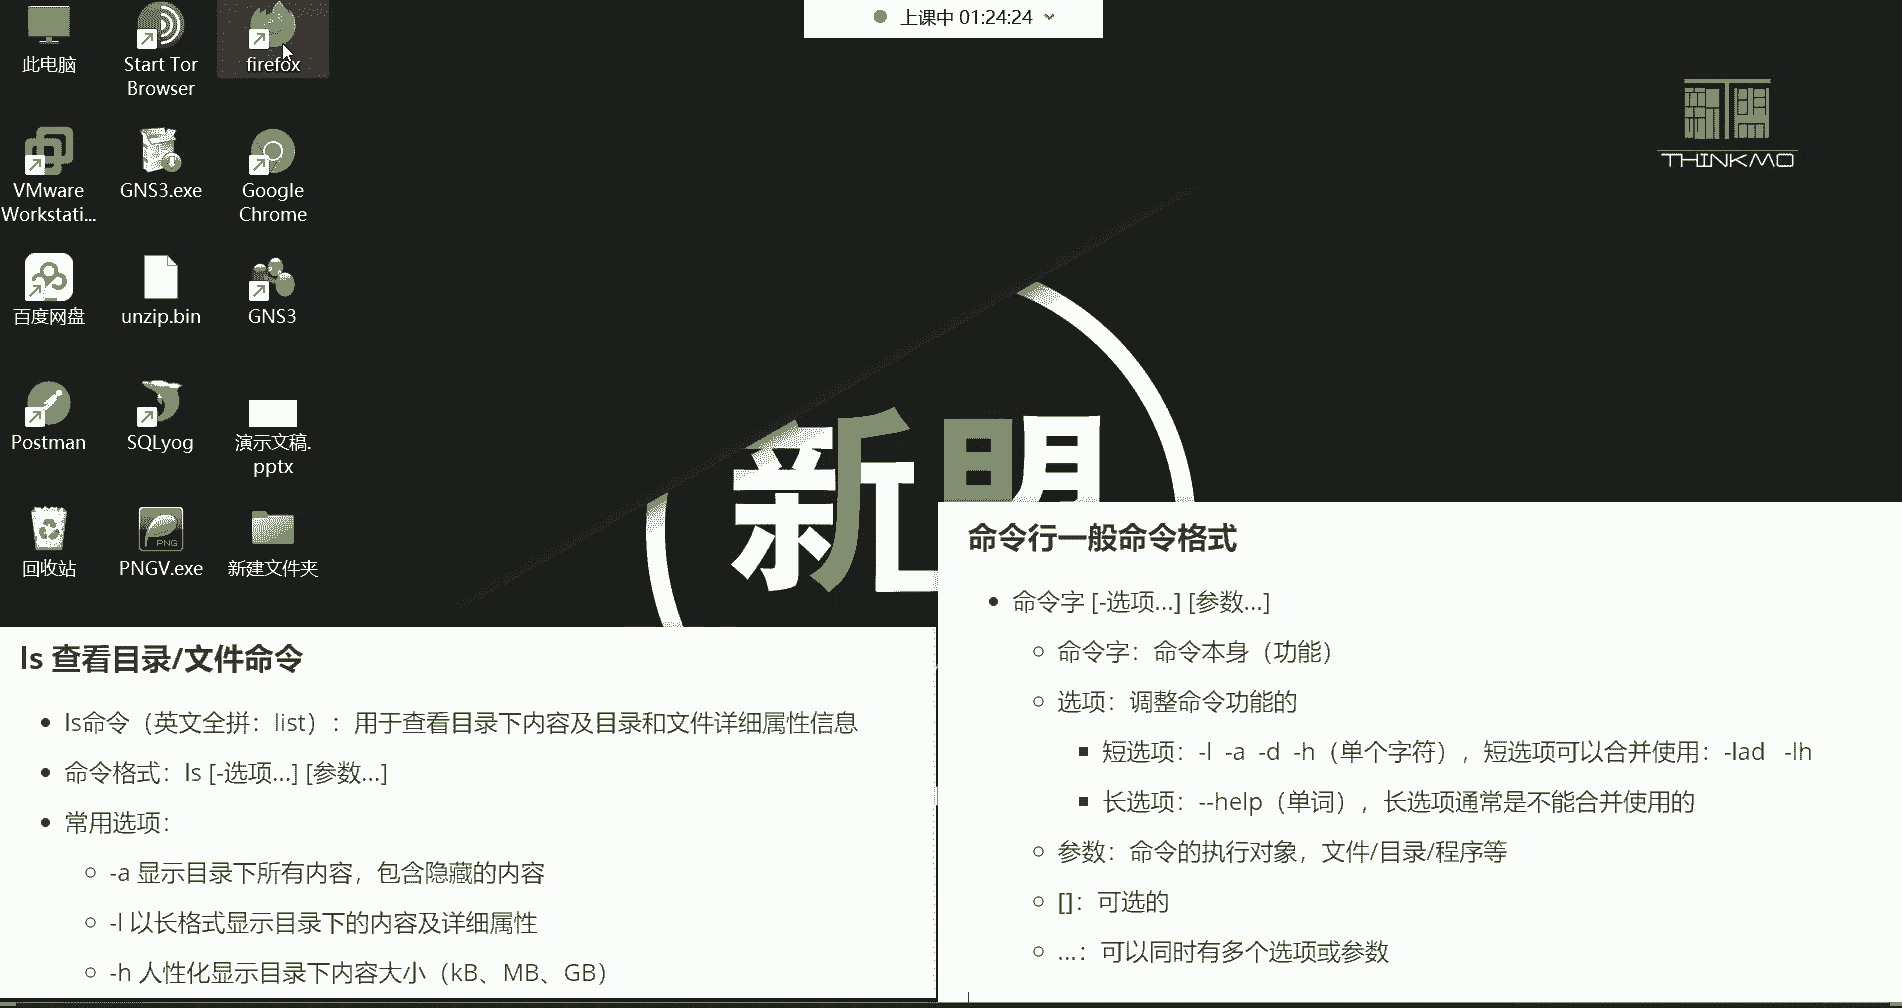 上课中 01:24:24
此电脑
Start Tor
Browser
firefox
THINKMO
VMware
Workstati...
GNS3.exe
Google
Chrome
百度网盘
unzip.bin
GNS3
Postman
SQLyog
演示文稿.
pptx
回收站
PNG
PNGV.exe
新建文件夹
新盟
ls 查看目录/文件命令
• ls命令（英文全拼：list）：用于查看目录下内容及目录和文件详细属性信息
• 命令格式：ls [-选项...] [参数...]
• 常用选项：
○ -a 显示目录下所有内容，包含隐藏的内容
○ -l 以长格式显示目录下的内容及详细属性
○ -h 人性化显示目录下内容大小（kB、MB、GB）
命令行一般命令格式
• 命令字 [-选项...] [参数...]
○ 命令字：命令本身（功能）
○ 选项：调整命令功能的
■ 短选项：-l -a -d -h（单个字符），短选项可以合并使用：-lad -lh
■ 长选项：--help（单词），长选项通常是不能合并使用的
○ 参数：命令的执行对象，文件/目录/程序等
○ []：可选的
○ ...：可以同时有多个选项或参数